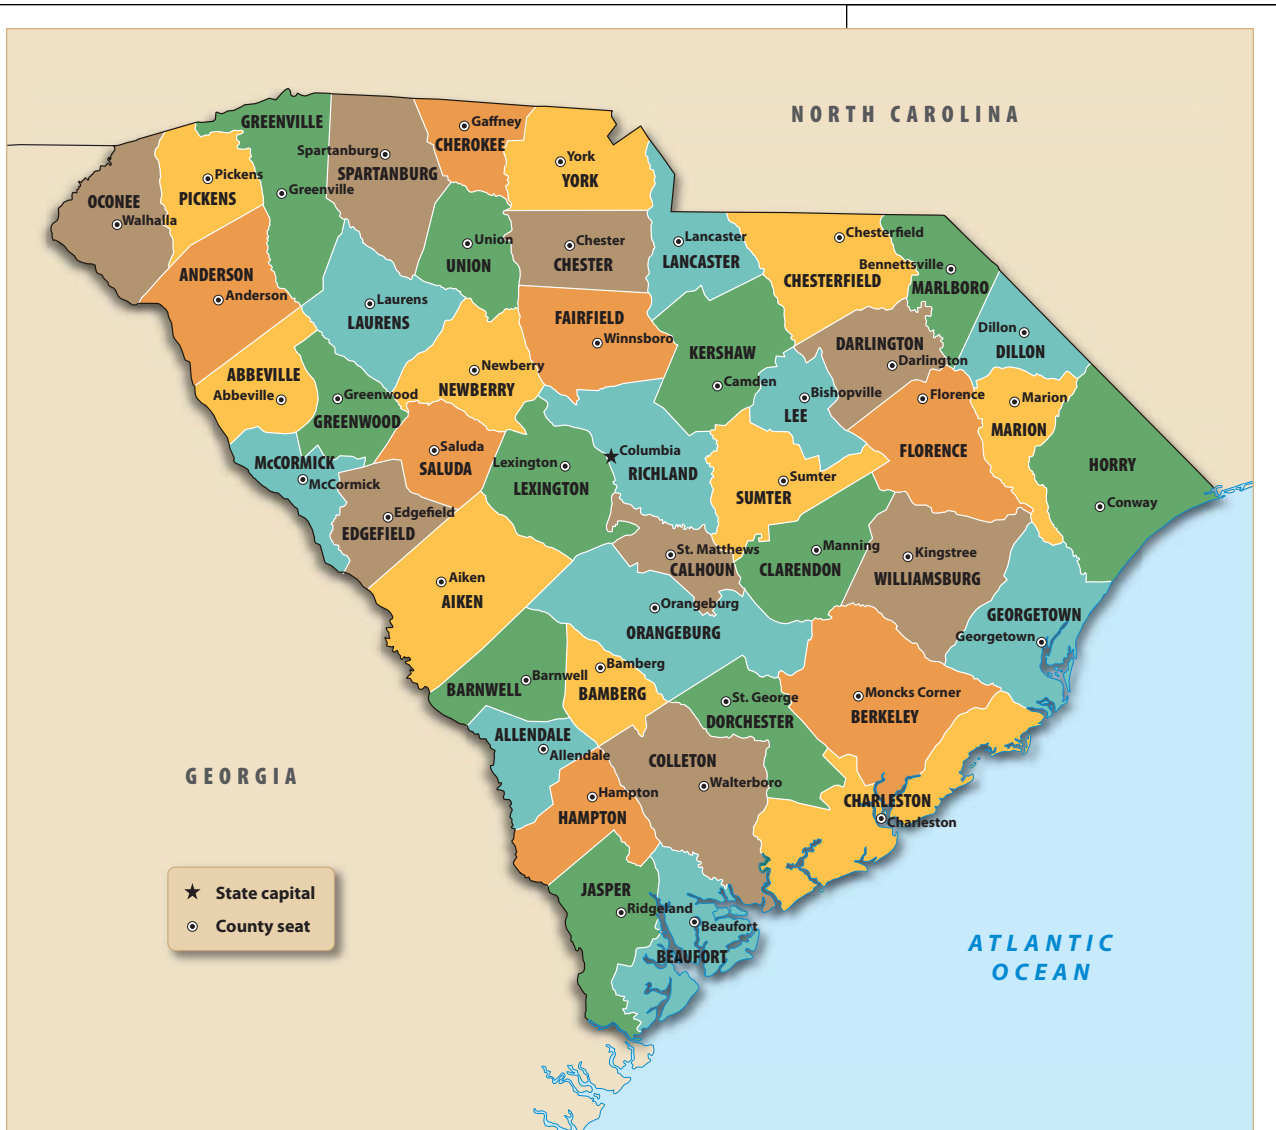 NORTH CAROLINA
GREENVILLE
Gaffney
CHEROKEE
Spartanburg
SPARTANBURG
York
YORK
Pickens
PICKENS
Greenville
OCONEE
Walhalla
Union
UNION
Chester
CHESTER
Lancaster
LANCASTER
Chesterfield
CHESTERFIELD
Bennettsville
MARLBORO
ANDERSON
Anderson
Laurens
LAURENS
FAIRFIELD
Winnsboro
KERSHAW
Camden
DARLINGTON
Darlington
Dillon
DILLON
ABBEVILLE
Abbeville
Greenwood
GREENWOOD
Newberry
NEWBERRY
Bishopville
LEE
Florence
FLORENCE
Marion
MARION
Saluda
SALUDA
McCORMICK
McCormick
Lexington
LEXINGTON
Columbia
RICHLAND
Sumter
SUMTER
HORRY
Conway
Edgefield
EDGEFIELD
St. Matthews
CALHOUN
Manning
CLARENDON
Kingstree
WILLIAMSBURG
Aiken
AIKEN
Orangeburg
ORANGEBURG
GEORGETOWN
Georgetown
Barnwell
BARNWELL
Bamberg
BAMBERG
St. George
DORCHESTER
Moncks Corner
BERKELEY
ALLENDALE
Allendale
COLLETON
Walterboro
GEORGIA
Hampton
HAMPTON
CHARLESTON
Charleston
JASPER
Ridgeland
Beaufort
BEAUFORT
State capital
County seat
ATLANTIC
OCEAN